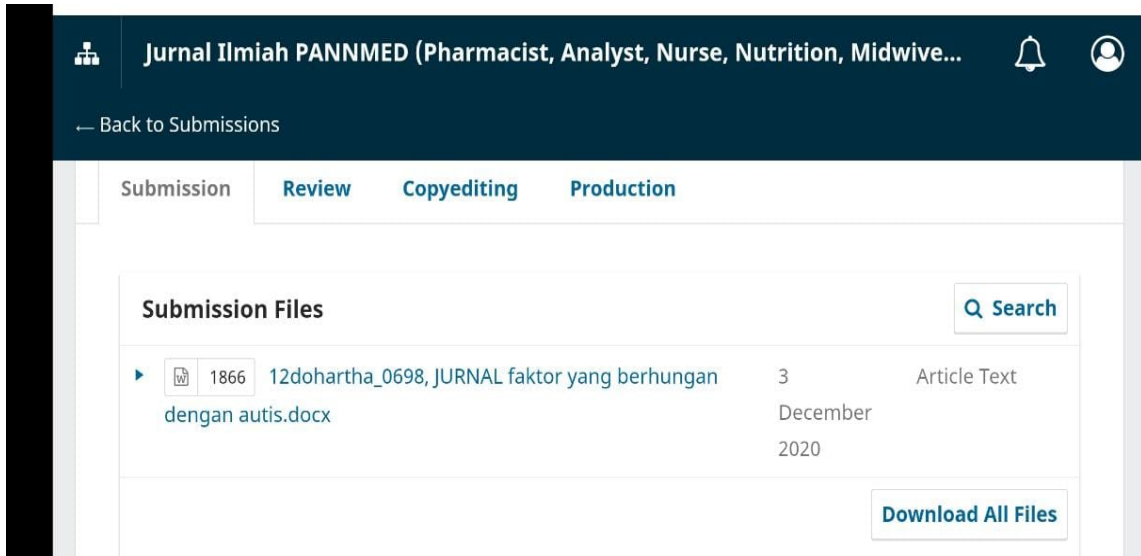 Jurnal Ilmiah PANNMED (Pharmacist, Analyst, Nurse, Nutrition, Midwive...
← Back to Submissions
Submission Review Copyediting Production
Submission Files Search
1866 12dohartha_0698, JURNAL faktor yang berhungan 3 Article Text
dengan autis.docx December
2020
Download All Files